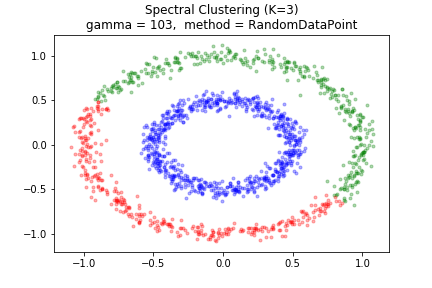 Spectral Clustering (K=3)
gamma = 103,  method = RandomDataPoint
1.0
0.5
0.0
−0.5
−1.0
−1.0 −0.5 0.0 0.5 1.0